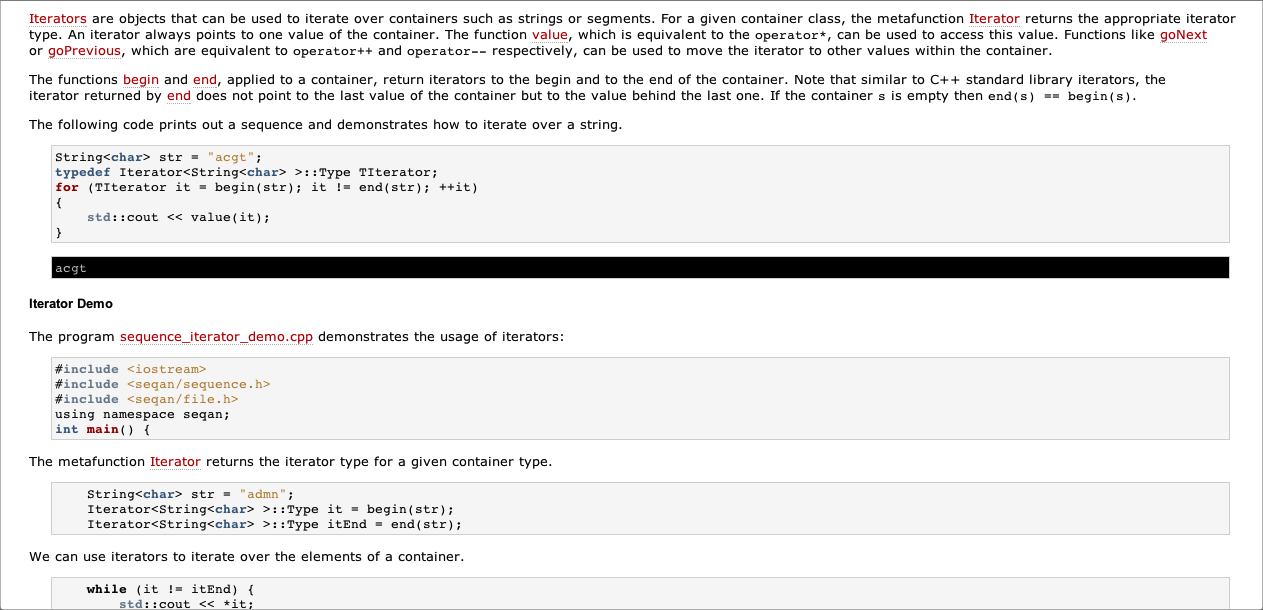 Iterators are objects that can be used to iterate over containers such as strings or segments. For a given container class, the metafunction Iterator returns the appropriate iterator
type. An iterator always points to one value of the container. The function value, which is equivalent to the operator*, can be used to access this value. Functions like goNext
or goPrevious, which are equivalent to operator++ and operator-- respectively, can be used to move the iterator to other values within the container.
The functions begin and end, applied to a container, return iterators to the begin and to the end of the container. Note that similar to C++ standard library iterators, the
iterator returned by end does not point to the last value of the container but to the value behind the last one. If the container s is empty then end(s) == begin(s).
The following code prints out a sequence and demonstrates how to iterate over a string.
String<char> str = "acgt";
typedef Iterator<String<char> >::Type TIterator;
for (TIterator it = begin(str); it != end(str); ++it)
{
    std::cout << value(it);
}
acgt
Iterator Demo
The program sequence_iterator_demo.cpp demonstrates the usage of iterators:
#include <iostream>
#include <seqan/sequence.h>
#include <seqan/file.h>
using namespace seqan;
int main() {
The metafunction Iterator returns the iterator type for a given container type.
    String<char> str = "admn";
    Iterator<String<char> >::Type it = begin(str);
    Iterator<String<char> >::Type itEnd = end(str);
We can use iterators to iterate over the elements of a container.
    while (it != itEnd) {
        std::cout << *it;